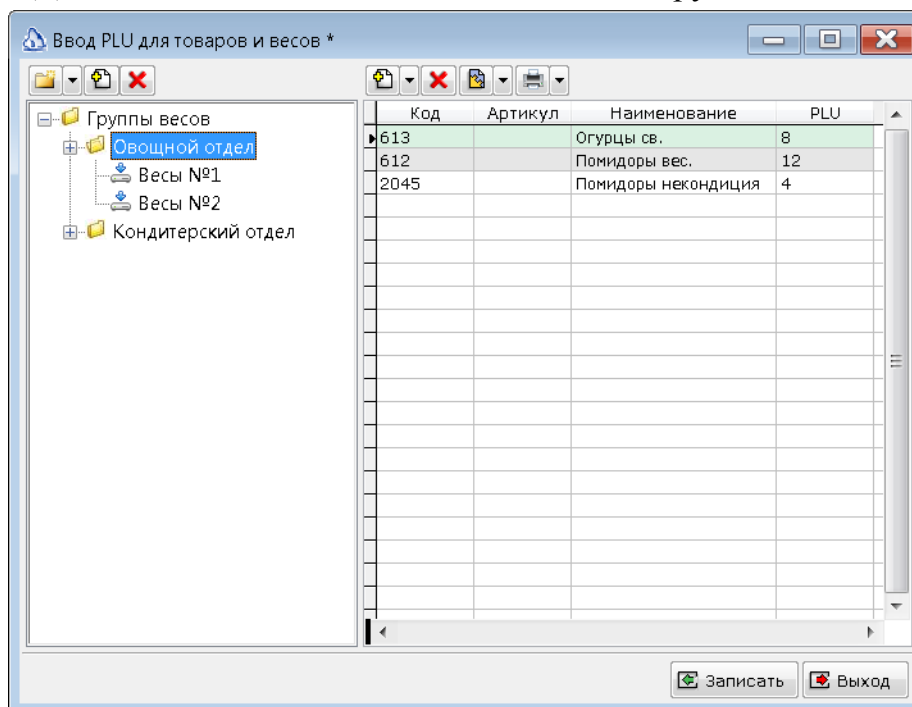 Ввод PLU для товаров и весов *
Группы весов
Овощной отдел
Весы №1
Весы №2
Кондитерский отдел
Код Артикул Наименование PLU
613 Огурцы св. 8
612 Помидоры вес. 12
2045 Помидоры некондиция 4
Записать Выход